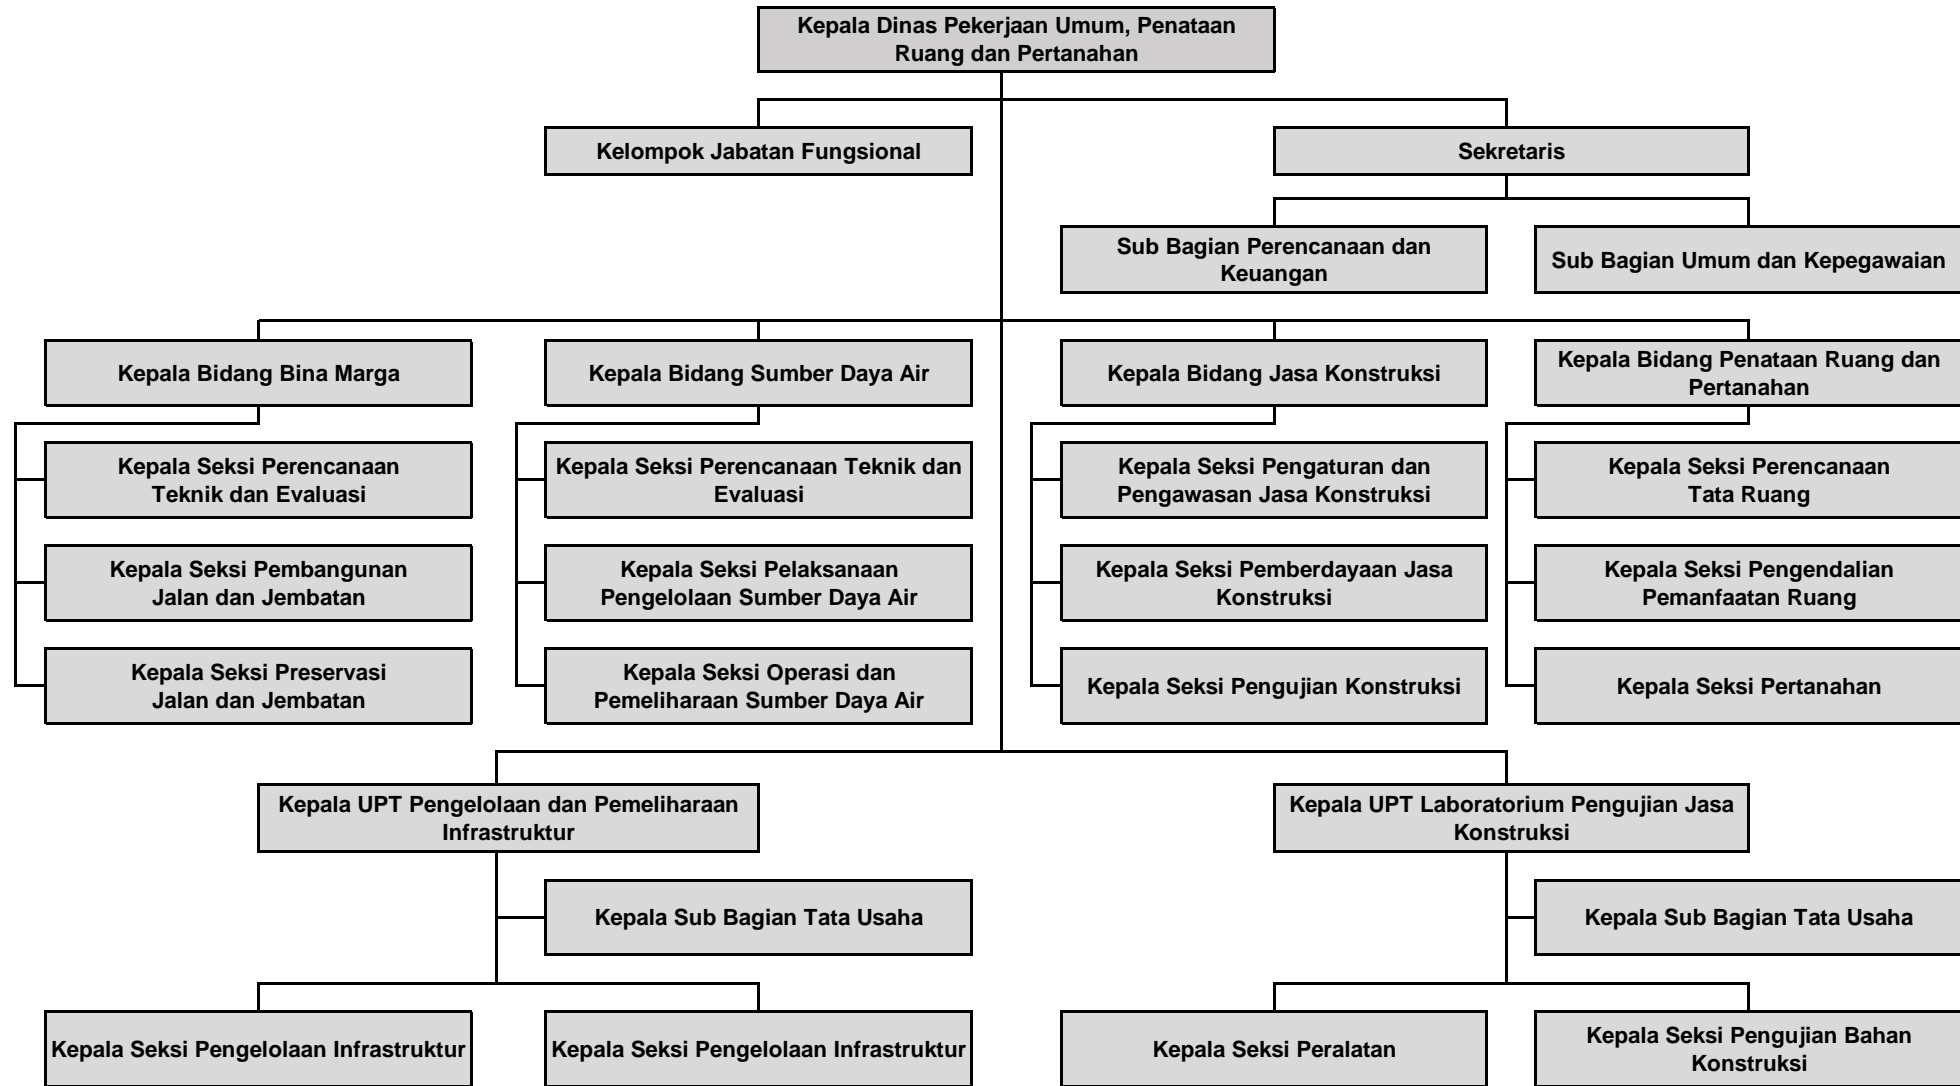 Kepala Dinas Pekerjaan Umum, Penataan
Ruang dan Pertanahan
Kelompok Jabatan Fungsional
Sekretaris
Sub Bagian Perencanaan dan
Keuangan
Sub Bagian Umum dan Kepegawaian
Kepala Bidang Bina Marga
Kepala Bidang Sumber Daya Air
Kepala Bidang Jasa Konstruksi
Kepala Bidang Penataan Ruang dan
Pertanahan
Kepala Seksi Perencanaan
Teknik dan Evaluasi
Kepala Seksi Perencanaan Teknik dan
Evaluasi
Kepala Seksi Pengaturan dan
Pengawasan Jasa Konstruksi
Kepala Seksi Perencanaan
Tata Ruang
Kepala Seksi Pembangunan
Jalan dan Jembatan
Kepala Seksi Pelaksanaan
Pengelolaan Sumber Daya Air
Kepala Seksi Pemberdayaan Jasa
Konstruksi
Kepala Seksi Pengendalian
Pemanfaatan Ruang
Kepala Seksi Preservasi
Jalan dan Jembatan
Kepala Seksi Operasi dan
Pemeliharaan Sumber Daya Air
Kepala Seksi Pengujian Konstruksi
Kepala Seksi Pertanahan
Kepala UPT Pengelolaan dan Pemeliharaan
Infrastruktur
Kepala UPT Laboratorium Pengujian Jasa
Konstruksi
Kepala Sub Bagian Tata Usaha
Kepala Sub Bagian Tata Usaha
Kepala Seksi Pengelolaan Infrastruktur
Kepala Seksi Pengelolaan Infrastruktur
Kepala Seksi Peralatan
Kepala Seksi Pengujian Bahan
Konstruksi